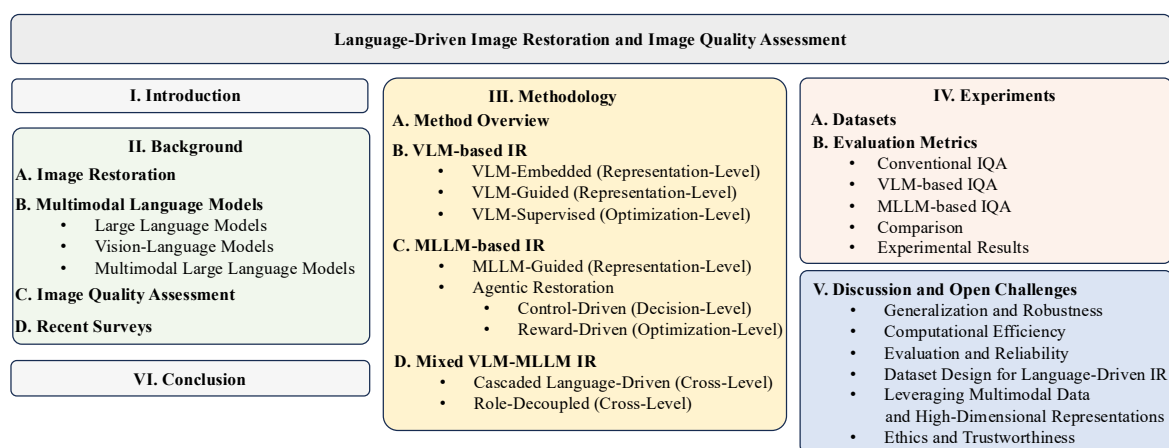 Language-Driven Image Restoration and Image Quality Assessment
I. Introduction
II. Background
A. Image Restoration
B. Multimodal Language Models
• Large Language Models
• Vision-Language Models
• Multimodal Large Language Models
C. Image Quality Assessment
D. Recent Surveys
VI. Conclusion
III. Methodology
A. Method Overview
B. VLM-based IR
• VLM-Embedded (Representation-Level)
• VLM-Guided (Representation-Level)
• VLM-Supervised (Optimization-Level)
C. MLLM-based IR
• MLLM-Guided (Representation-Level)
• Agentic Restoration
• Control-Driven (Decision-Level)
• Reward-Driven (Optimization-Level)
D. Mixed VLM-MLLM IR
• Cascaded Language-Driven (Cross-Level)
• Role-Decoupled (Cross-Level)
IV. Experiments
A. Datasets
B. Evaluation Metrics
• Conventional IQA
• VLM-based IQA
• MLLM-based IQA
• Comparison
• Experimental Results
V. Discussion and Open Challenges
• Generalization and Robustness
• Computational Efficiency
• Evaluation and Reliability
• Dataset Design for Language-Driven IR
• Leveraging Multimodal Data
and High-Dimensional Representations
• Ethics and Trustworthiness